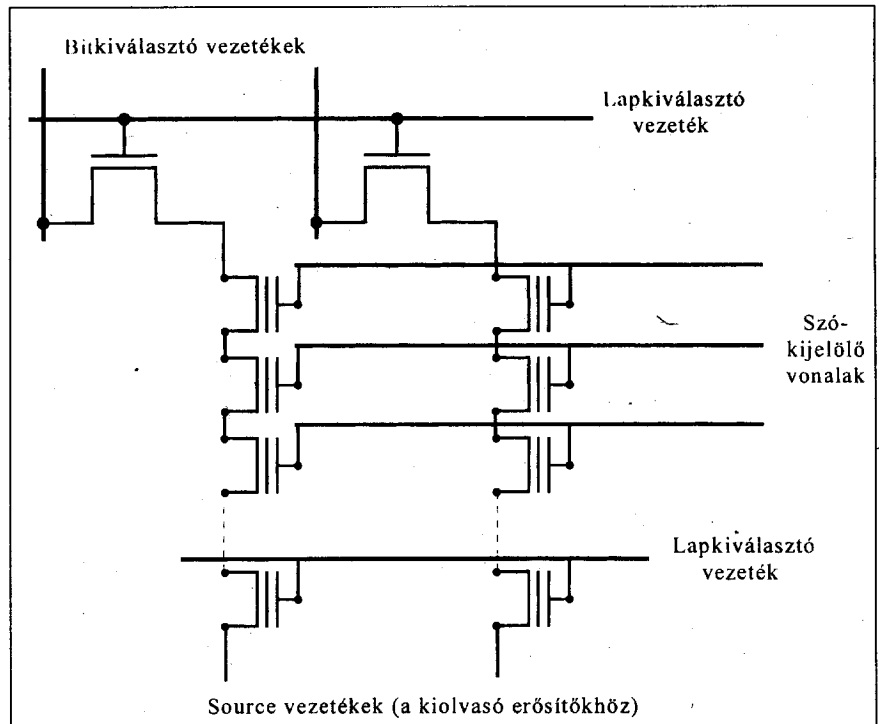 Bitkiválasztó vezetékek
Lapkiválasztó
vezeték
Szó-
kijelölő
vonalak
Lapkiválasztó
vezeték
Source vezetékek (a kiolvasó erősítőkhöz)